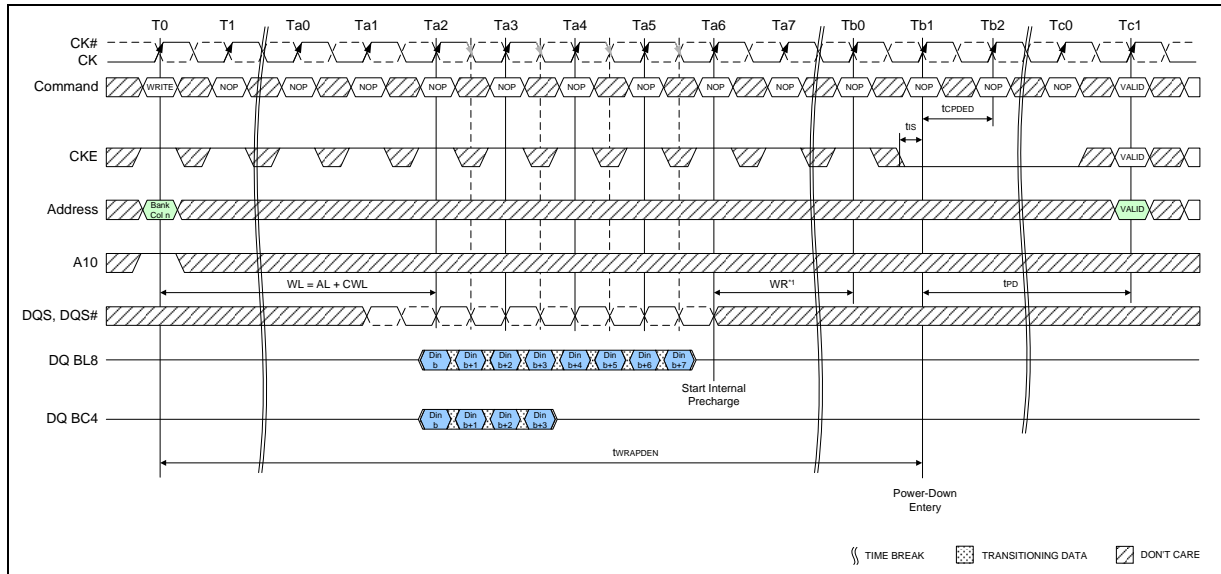 T0 T1 Ta0 Ta1 Ta2 Ta3 Ta4 Ta5 Ta6 Ta7 Tb0 Tb1 Tb2 Tc0 Tc1
CK#
CK
Command WRITE NOP NOP NOP NOP NOP NOP NOP NOP NOP NOP NOP NOP NOP VALID
tCPDED
tIS
CKE VALID
Address Bank Col n VALID
A10
WL = AL + CWL WR*1 tPD
DQS, DQS#
DQ BL8 Din b Din b+1 Din b+2 Din b+3 Din b+4 Din b+5 Din b+6 Din b+7
Start Internal
Precharge
DQ BC4 Din b Din b+1 Din b+2 Din b+3
tWRAPDEN
Power-Down
Entery
TIME BREAK TRANSITIONING DATA DON'T CARE